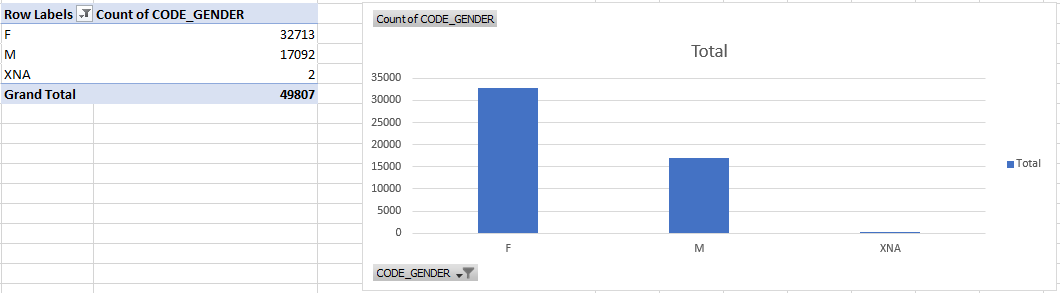 Row Labels Count of CODE_GENDER
F 32713
M 17092
XNA 2
Grand Total 49807
Count of CODE_GENDER
Total
35000
30000
25000
20000
15000
10000
5000
0
F M XNA
Total
CODE_GENDER